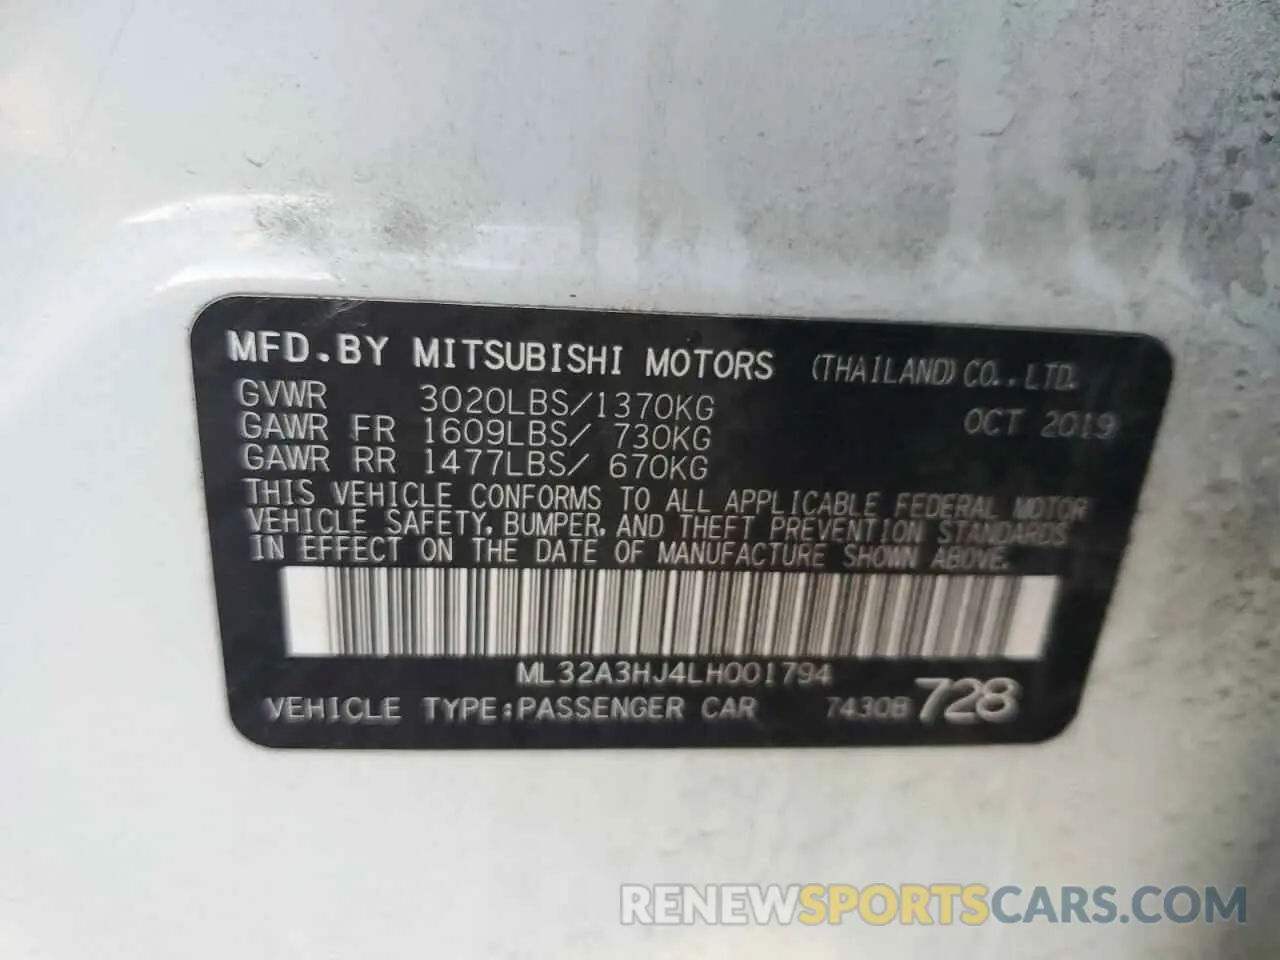 MFD.BY MITSUBISHI MOTORS (THAILAND) CO.,LTD.
GVWR 3020LBS/1370KG OCT 2019
GAWR FR 1609LBS/ 730KG
GAWR RR 1477LBS/ 670KG
THIS VEHICLE CONFORMS TO ALL APPLICABLE FEDERAL MOTOR
VEHICLE SAFETY, BUMPER, AND THEFT PREVENTION STANDARDS
IN EFFECT ON THE DATE OF MANUFACTURE SHOWN ABOVE.
ML32A3HJ4LH001794
VEHICLE TYPE:PASSENGER CAR 7430B 728
RENEWSPORTSCARS.COM